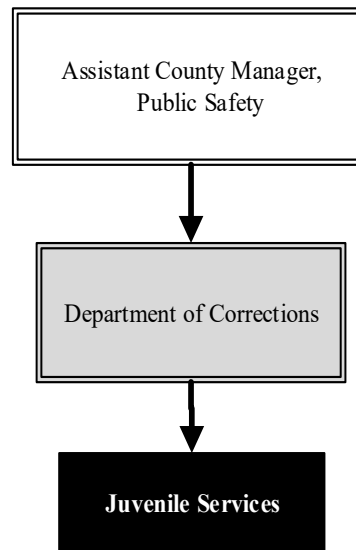 Assistant County Manager,
Public Safety
Department of Corrections
Juvenile Services